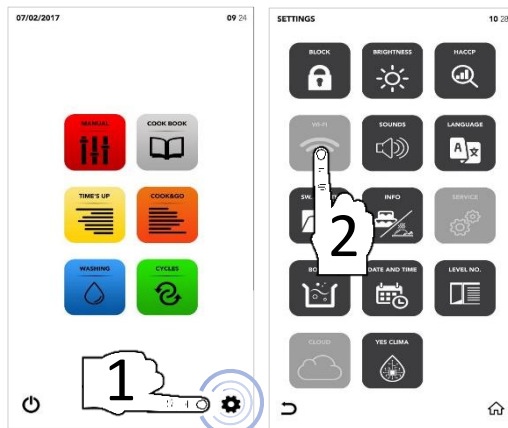 07/02/2017 09 24
MANUAL COOK BOOK
TIME'S UP COOK&GO
WASHING CYCLES
1
SETTINGS 10 28
BLOCK BRIGHTNESS HACCP
WI-FI SOUNDS LANGUAGE
A
INFO SERVICE
2
DATE AND TIME LEVEL NO.
CLOUD YES CLIMA